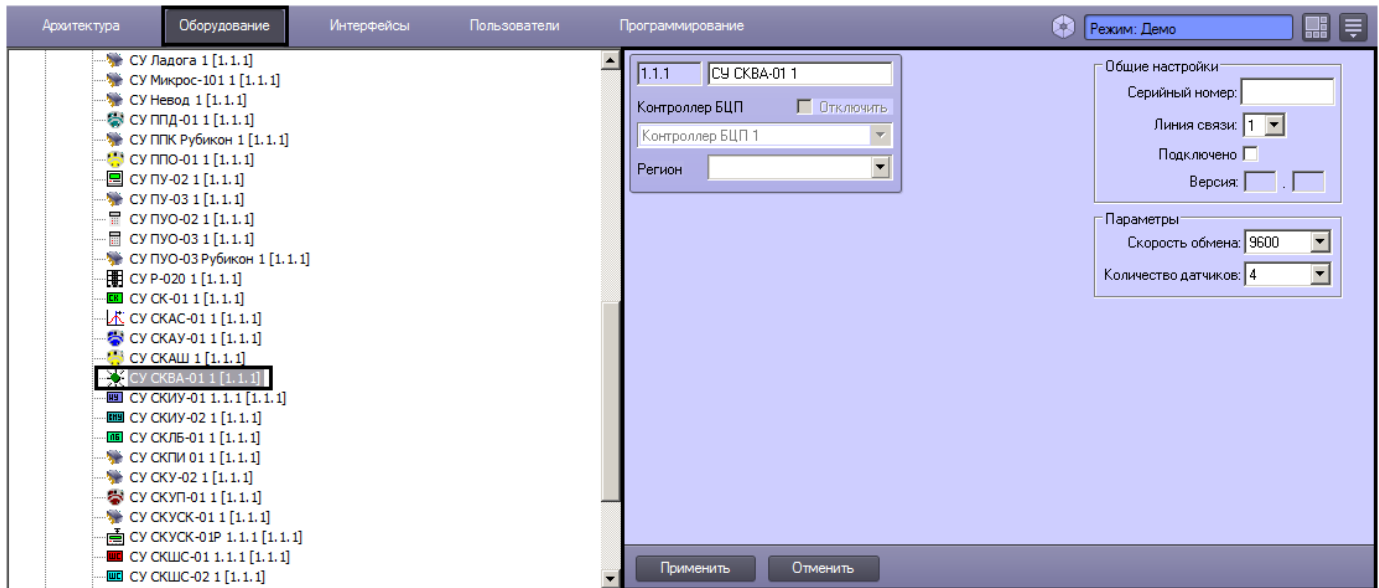 Архитектура Оборудование Интерфейсы Пользователи Программирование Режим: Демо
СУ Ладога 1 [1.1.1]
СУ Микрос-101 1 [1.1.1]
СУ Невод 1 [1.1.1]
СУ ППД-01 1 [1.1.1]
СУ ППК Рубикон 1 [1.1.1]
СУ ППО-01 1 [1.1.1]
СУ ПУ-02 1 [1.1.1]
СУ ПУ-03 1 [1.1.1]
СУ ПУО-02 1 [1.1.1]
СУ ПУО-03 1 [1.1.1]
СУ ПУО-03 Рубикон 1 [1.1.1]
СУ Р-020 1 [1.1.1]
СУ СК-01 1 [1.1.1]
СУ СКАС-01 1 [1.1.1]
СУ СКАУ-01 1 [1.1.1]
СУ СКАШ 1 [1.1.1]
СУ СКВА-01 1 [1.1.1]
СУ СКИУ-01 1.1.1 [1.1.1]
СУ СКИУ-02 1 [1.1.1]
СУ СКЛБ-01 1 [1.1.1]
СУ СКПИ 01 1 [1.1.1]
СУ СКУ-02 1 [1.1.1]
СУ СКУП-01 1 [1.1.1]
СУ СКУСК-01 1 [1.1.1]
СУ СКУСК-01Р 1.1.1 [1.1.1]
СУ СКШС-01 1.1.1 [1.1.1]
СУ СКШС-02 1 [1.1.1]
1.1.1 СУ СКВА-01 1
Контроллер БЦП Отключить
Контроллер БЦП 1
Регион
Общие настройки
Серийный номер:
Линия связи: 1
Подключено
Версия: .
Параметры
Скорость обмена: 9600
Количество датчиков: 4
Применить Отменить